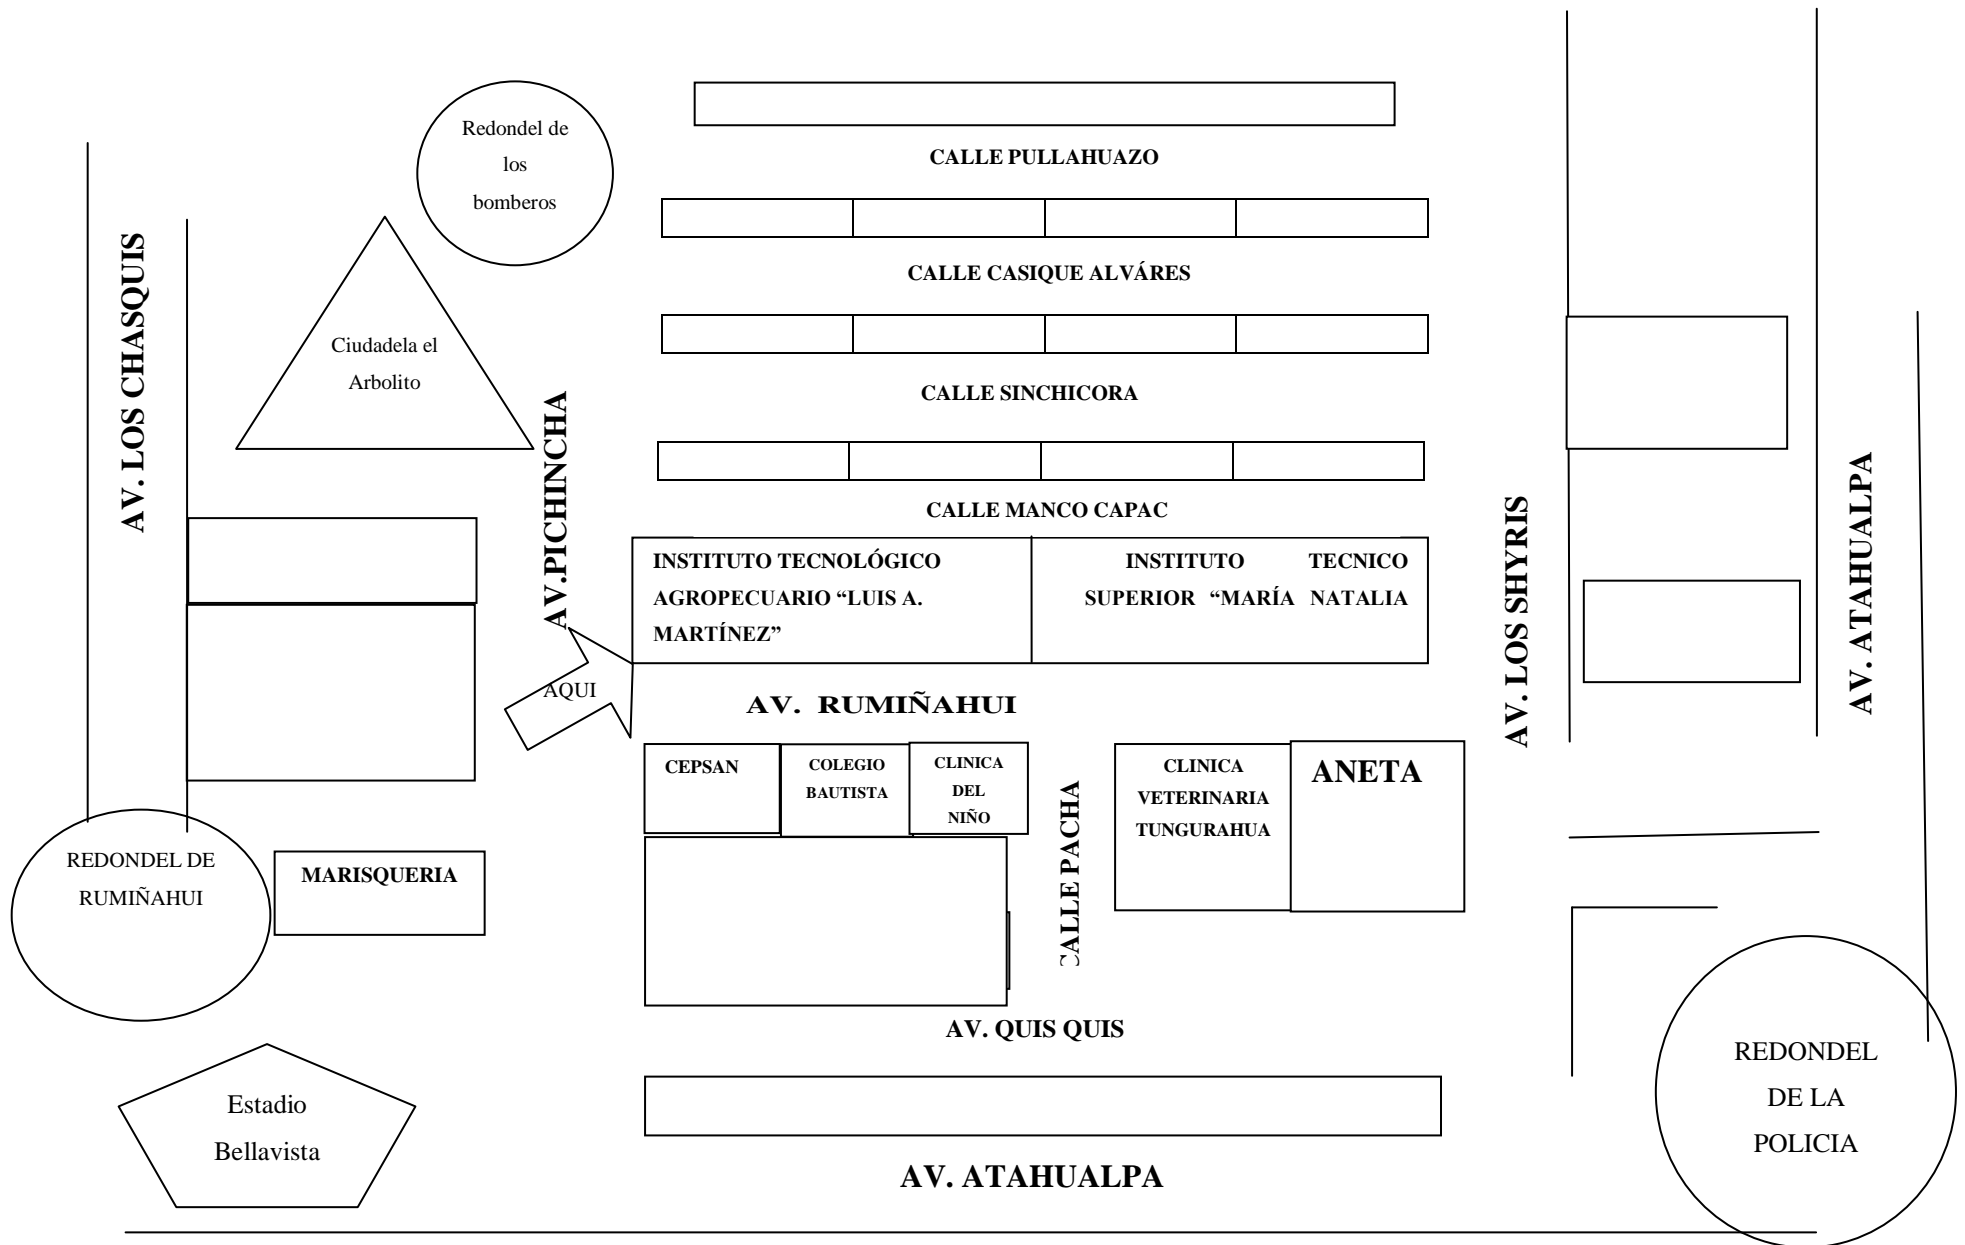 Redondel de
los
bomberos
CALLE PULLAHUAZO
CALLE CASIQUE ALVÁRES
AV. LOS CHASQUIS
Ciudadela el
Arbolito
CALLE SINCHICORA
AV.PICHINCHA
CALLE MANCO CAPAC
INSTITUTO TECNOLÓGICO
AGROPECUARIO “LUIS A.
MARTÍNEZ”
INSTITUTO TECNICO
SUPERIOR “MARÍA NATALIA
AV. LOS SHYRIS
AV. ATAHUALPA
AQUI
AV. RUMIÑAHUI
CEPSAN
COLEGIO
BAUTISTA
CLINICA
DEL
NIÑO
CALLE PACHA
CLINICA
VETERINARIA
TUNGURAHUA
ANETA
REDONDEL DE
RUMIÑAHUI
MARISQUERIA
AV. QUIS QUIS
REDONDEL
DE LA
POLICIA
Estadio
Bellavista
AV. ATAHUALPA